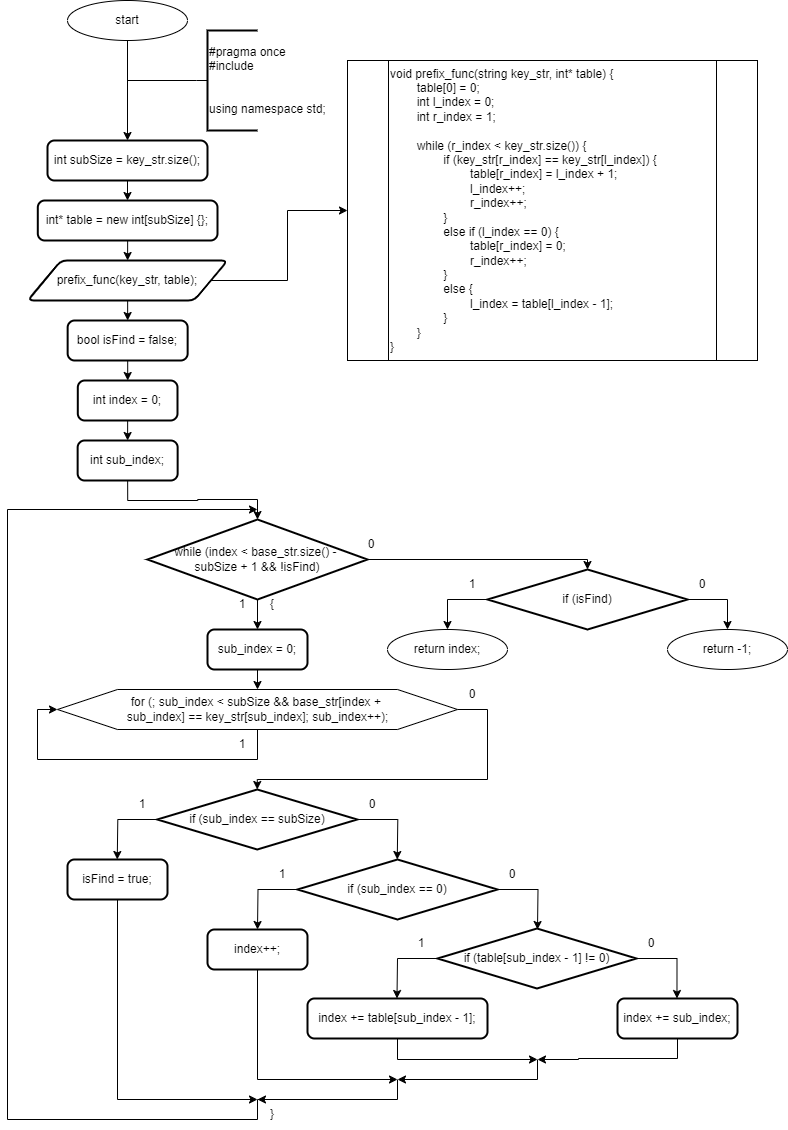 start
#pragma once
#include
using namespace std;
int subSize = key_str.size();
int* table = new int[subSize] {};
prefix_func(key_str, table);
bool isFind = false;
int index = 0;
int sub_index;
void prefix_func(string key_str, int* table) {
table[0] = 0;
int l_index = 0;
int r_index = 1;
while (r_index < key_str.size()) {
if (key_str[r_index] == key_str[l_index]) {
table[r_index] = l_index + 1;
l_index++;
r_index++;
}
else if (l_index == 0) {
table[r_index] = 0;
r_index++;
}
else {
l_index = table[l_index - 1];
}
}
}
while (index < base_str.size() -
subSize + 1 && !isFind)
0
1 {
if (isFind)
1
0
return index;
return -1;
sub_index = 0;
for (; sub_index < subSize && base_str[index +
sub_index] == key_str[sub_index]; sub_index++);
0
1
if (sub_index == subSize)
1
0
isFind = true;
if (sub_index == 0)
1
0
index++;
if (table[sub_index - 1] != 0)
1
0
index += table[sub_index - 1];
index += sub_index;
}